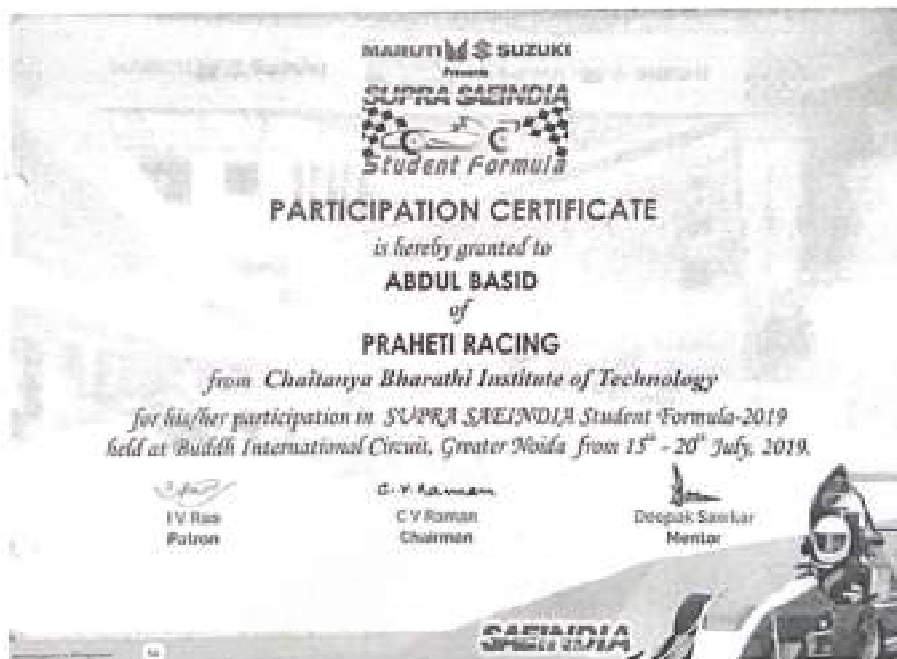 MARUTI SUZUKI
Presents
SUPRA SAEINDIA
Student Formula
PARTICIPATION CERTIFICATE
is hereby granted to
ABDUL BASID
of
PRAHETI RACING
from Chaitanya Bharathi Institute of Technology
for his/her participation in SUPRA SAEINDIA Student Formula-2019
held at Buddh International Circuit, Greater Noida from 15th - 20th July, 2019.
C.V. Raman
I V Rao
C V Raman
Deepak Sawkar
Patron
Chairman
Mentor
SAEINDIA